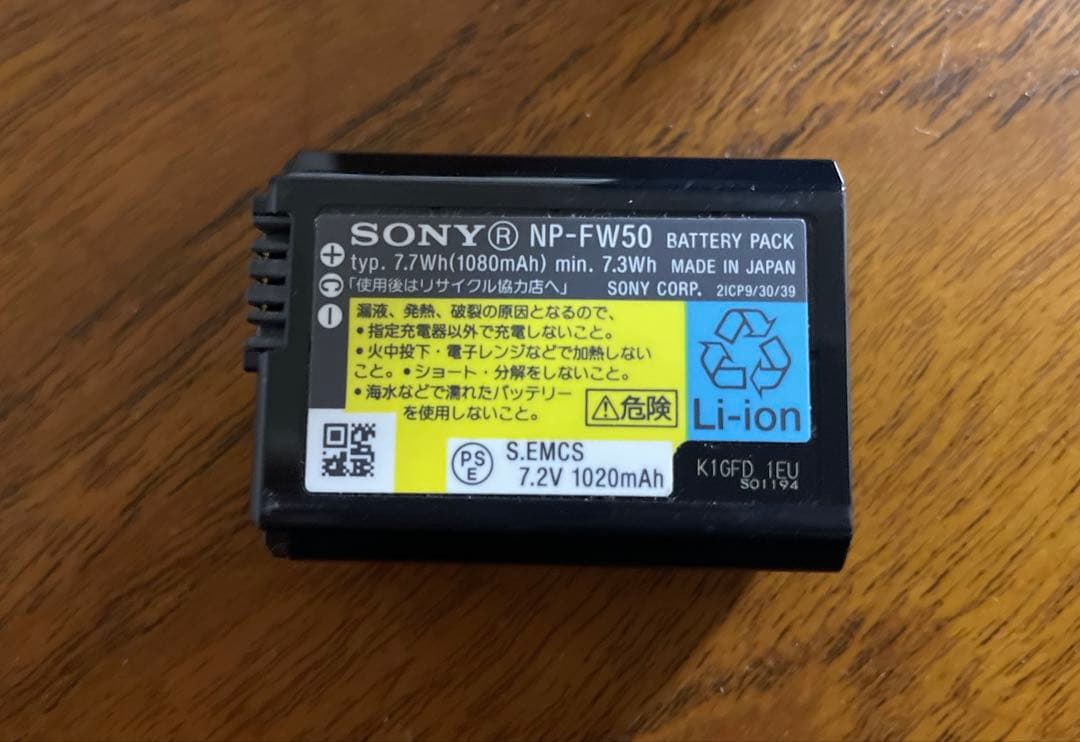 SONY® NP-FW50 BATTERY PACK
typ. 7.7Wh(1080mAh) min. 7.3Wh MADE IN JAPAN
「使用後はリサイクル協力店へ」 SONY CORP. 2ICP9/30/39
+
C
−
漏液、発熱、破裂の原因となるので、
•指定充電器以外で充電しないこと。
•火中投下・電子レンジなどで加熱しない
こと。•ショート・分解をしないこと。
•海水などで濡れたバッテリー
を使用しないこと。
⚠危険
Li-ion
PSE
S.EMCS
7.2V 1020mAh
K1GFD 1EU
S01194